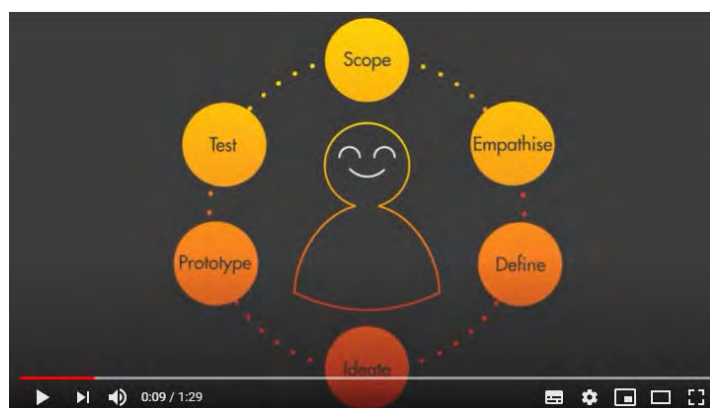 Scope
Test
Empathise
Prototype
Define
Ideate
0:09 / 1:29